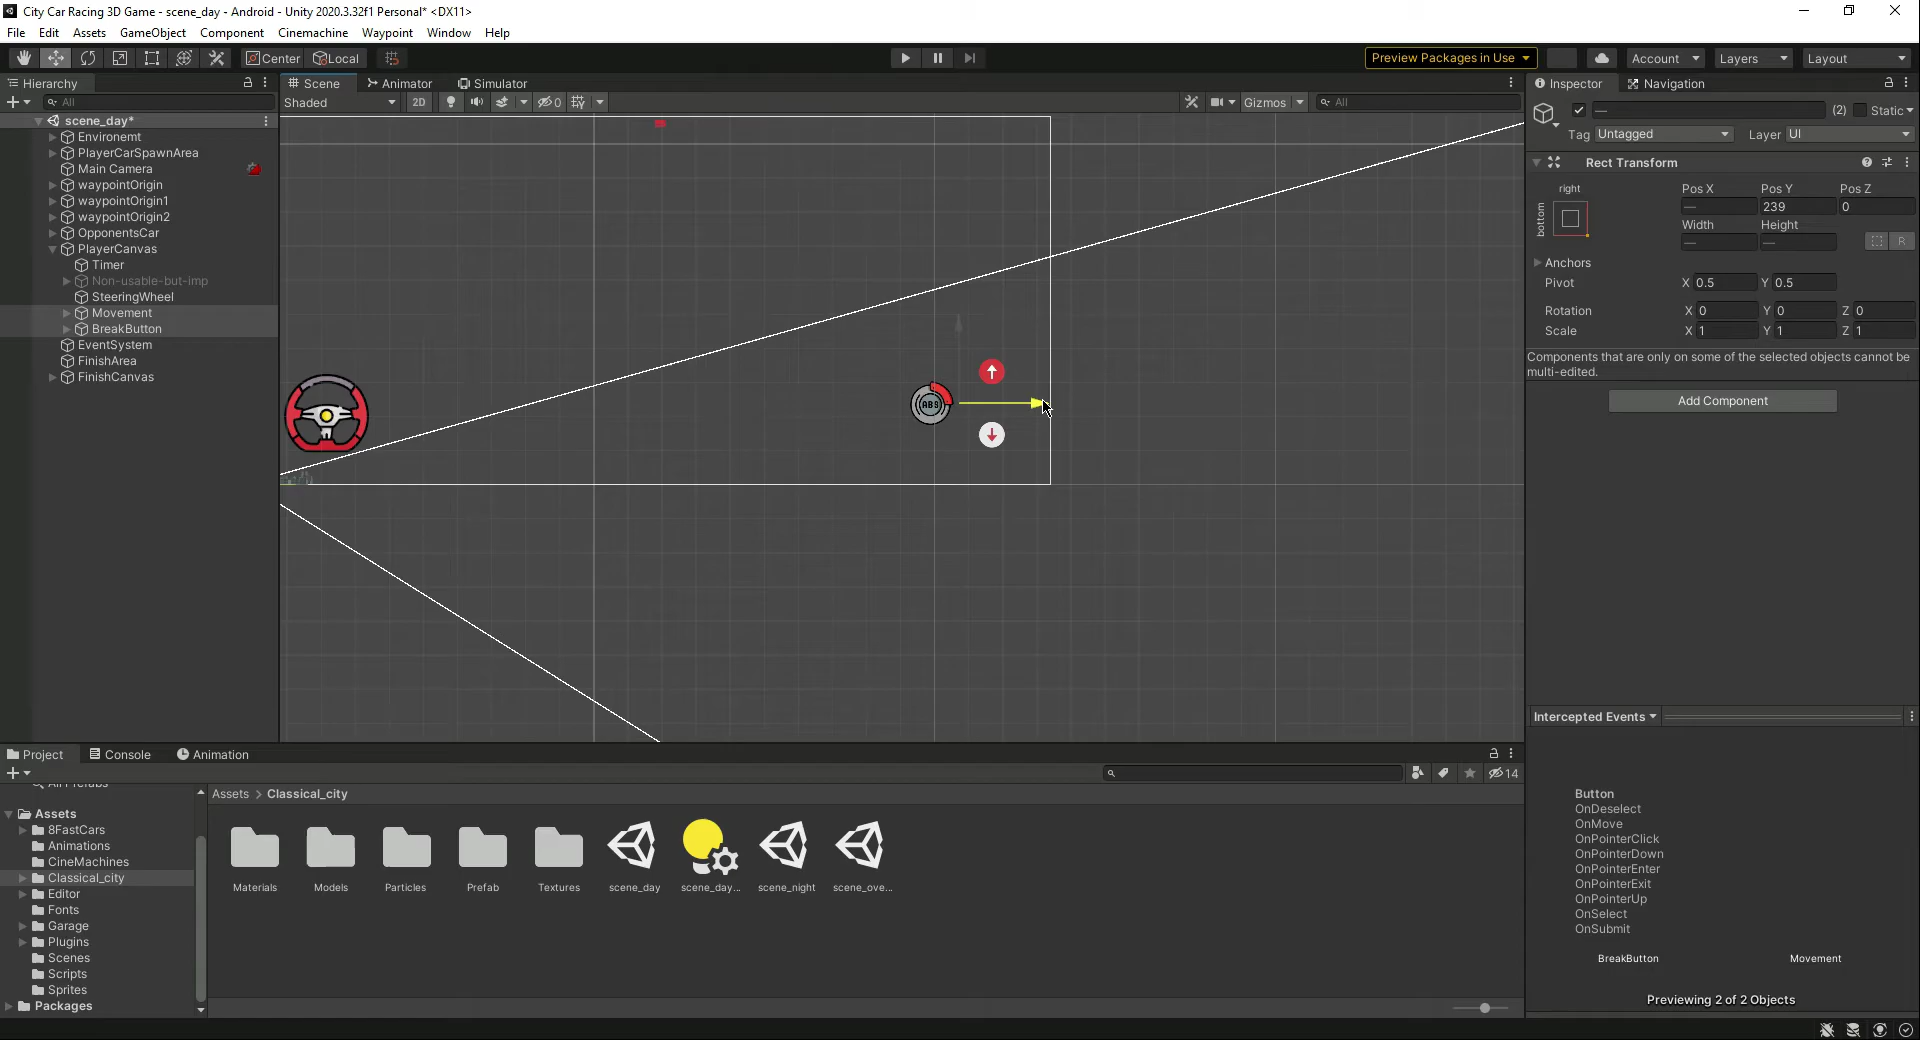 City Car Racing 3D Game - scene_day - Android - Unity 2020.3.32f1 Personal* <DX11>
File Edit Assets GameObject Component Cinemachine Waypoint Window Help
Center Local Preview Packages in Use Account Layers Layout
Hierarchy
All
scene_day*
Environemt
PlayerCarSpawnArea
Main Camera
waypointOrigin
waypointOrigin1
waypointOrigin2
OpponentsCar
PlayerCanvas
Timer
Non-usable-but-imp
SteeringWheel
Movement
BreakButton
EventSystem
FinishArea
FinishCanvas
Scene Animator Simulator
Shaded 2D 0 Gizmos All
ABS
Inspector Navigation
— (2) Static
Tag Untagged Layer UI
Rect Transform
right
bottom
Pos X Pos Y Pos Z
— 239 0
Width Height
— — R
Anchors
Pivot X 0.5 Y 0.5
Rotation X 0 Y 0 Z 0
Scale X 1 Y 1 Z 1
Components that are only on some of the selected objects cannot be
multi-edited.
Add Component
Intercepted Events
Button
OnDeselect
OnMove
OnPointerClick
OnPointerDown
OnPointerEnter
OnPointerExit
OnPointerUp
OnSelect
OnSubmit
BreakButton Movement
Previewing 2 of 2 Objects
Project Console Animation
14
All Prefabs
Assets
8FastCars
Animations
CineMachines
Classical_city
Editor
Fonts
Garage
Plugins
Scenes
Scripts
Sprites
Packages
Assets > Classical_city
Materials Models Particles Prefab Textures scene_day scene_day... scene_night scene_ove...